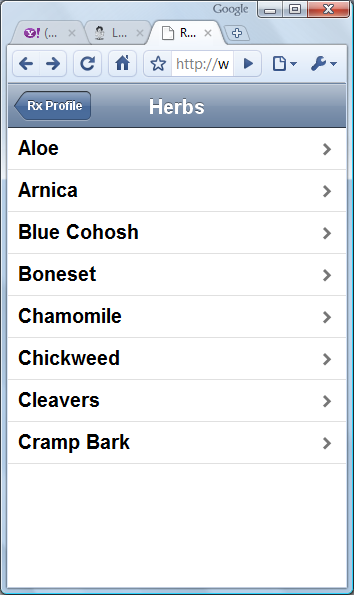 Google
Y! (... L... R...
http://w
Rx Profile Herbs
Aloe
Arnica
Blue Cohosh
Boneset
Chamomile
Chickweed
Cleavers
Cramp Bark